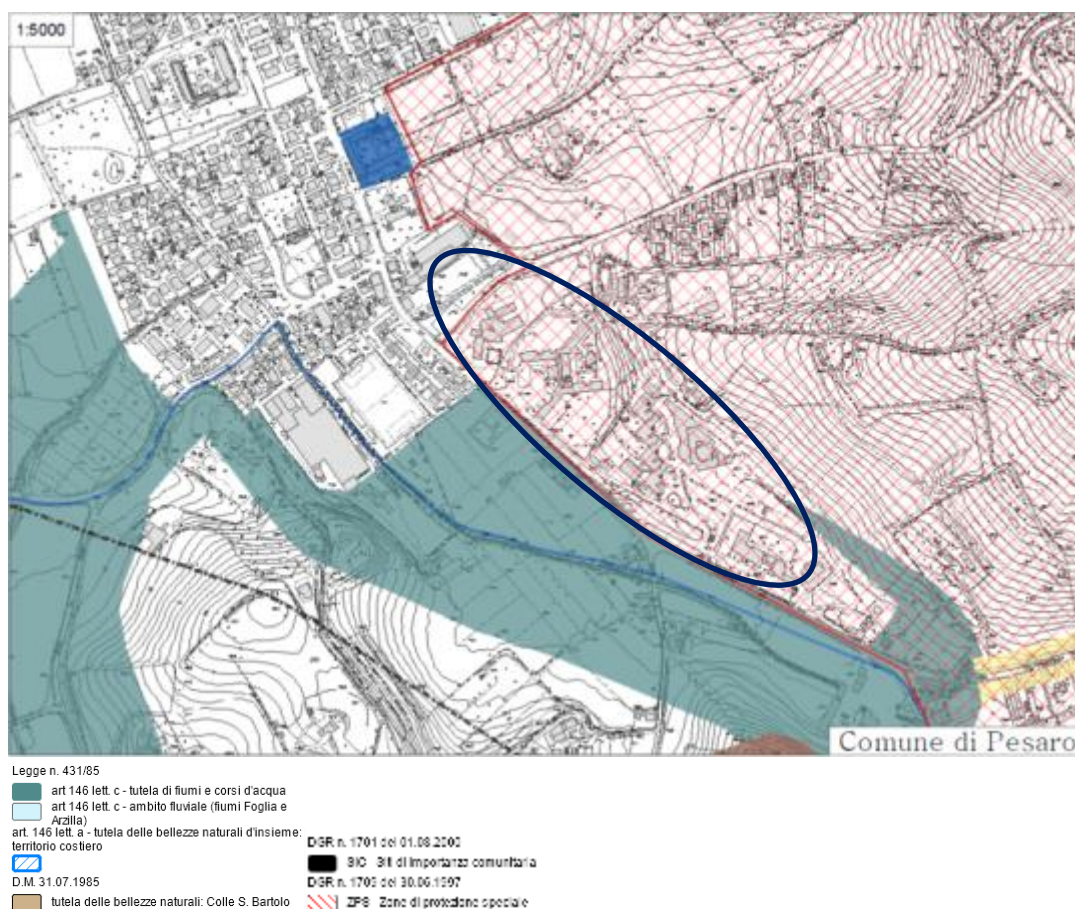 1:5000
Comune di Pesaro
Legge n. 431/85
art 146 lett. c - tutela di fiumi e corsi d'acqua
art 146 lett. c - ambito fluviale (fiumi Foglia e
Arzilla)
art. 146 lett. a - tutela delle bellezze naturali d'insieme:
territorio costiero
D.M. 31.07.1985
tutela delle bellezze naturali: Colle S. Bartolo
DGR n. 1701 del 01.08.2000
SIC - Siti di importanza comunitaria
DGR n. 1709 del 30.06.1997
ZPS - Zone di protezione speciale